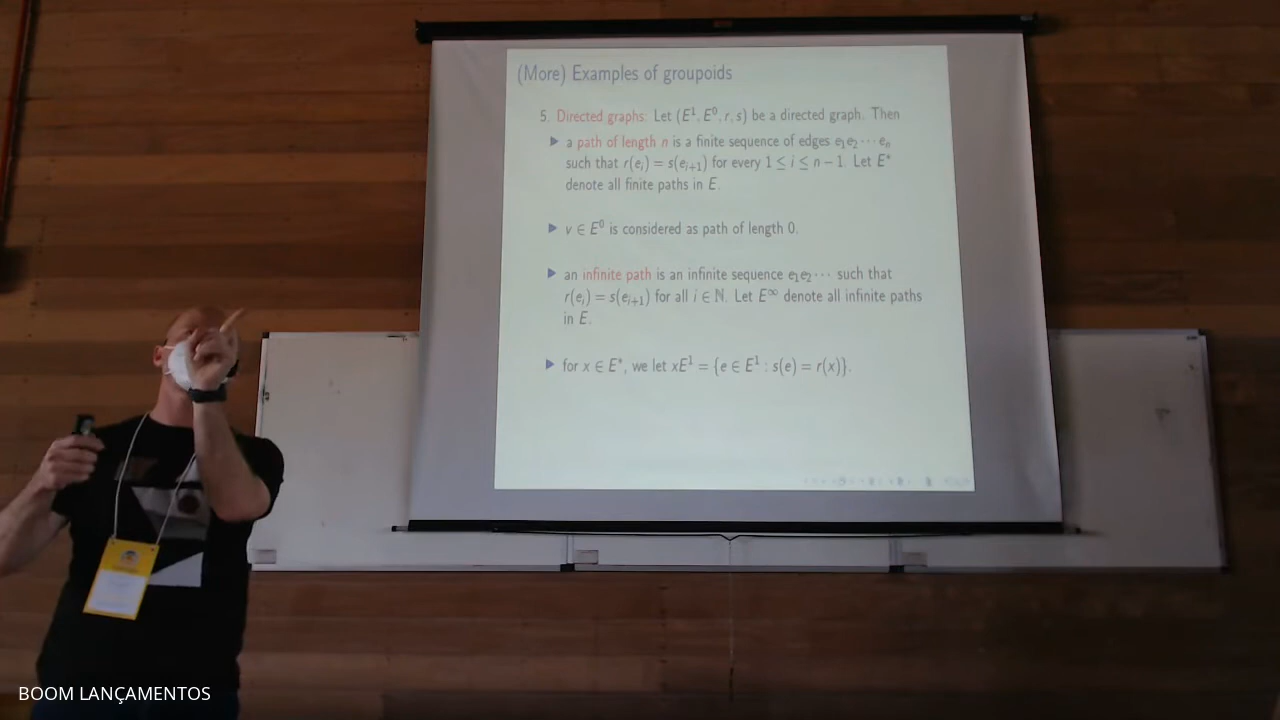 (More) Examples of groupoids
5. Directed graphs: Let (E¹, E⁰, r, s) be a directed graph. Then
▶ a path of length n is a finite sequence of edges e₁e₂⋯eₙ
such that r(eᵢ) = s(eᵢ₊₁) for every 1 ≤ i ≤ n − 1. Let E*
denote all finite paths in E.
▶ v ∈ E⁰ is considered as path of length 0.
▶ an infinite path is an infinite sequence e₁e₂⋯ such that
r(eᵢ) = s(eᵢ₊₁) for all i ∈ ℕ. Let E^∞ denote all infinite paths
in E.
▶ for x ∈ E*, we let xE¹ = {e ∈ E¹ : s(e) = r(x)}.
BOOM LANÇAMENTOS